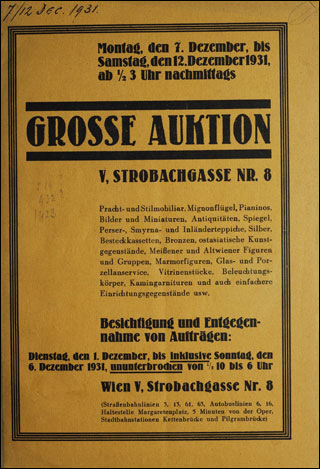 7/12 Dec. 1931.
Montag, den 7. Dezember, bis
Samstag, den 12. Dezember 1931,
ab ½ 3 Uhr nachmittags
GROSSE AUKTION
V, STROBACHGASSE NR. 8
Pracht- und Stilmobiliar, Mignonflügel, Pianinos,
Bilder und Miniaturen, Antiquitäten, Spiegel,
Perser-, Smyrna- und Inländerteppiche, Silber,
Besteckkassetten, Bronzen, ostasiatische Kunst-
gegenstände, Meißener und Altwiener Figuren
und Gruppen, Marmorfiguren, Glas- und Por-
zellanservice, Vitrinenstücke, Beleuchtungs-
körper, Kamingarnituren und auch einfachere
Einrichtungsgegenstände usw.
Besichtigung und Entgegen-
nahme von Aufträgen:
Dienstag, den 1. Dezember, bis inklusive Sonntag, den
6. Dezember 1931, ununterbrochen von ½ 10 bis 6 Uhr
Wien V, Strobachgasse Nr. 8
(Straßenbahnlinien 5, 13, 61, 63, Autobuslinien 6, 16,
Haltestelle Margaretenplatz, 5 Minuten von der Oper,
Stadtbahnstationen Kettenbrücke und Pilgrambrücke)